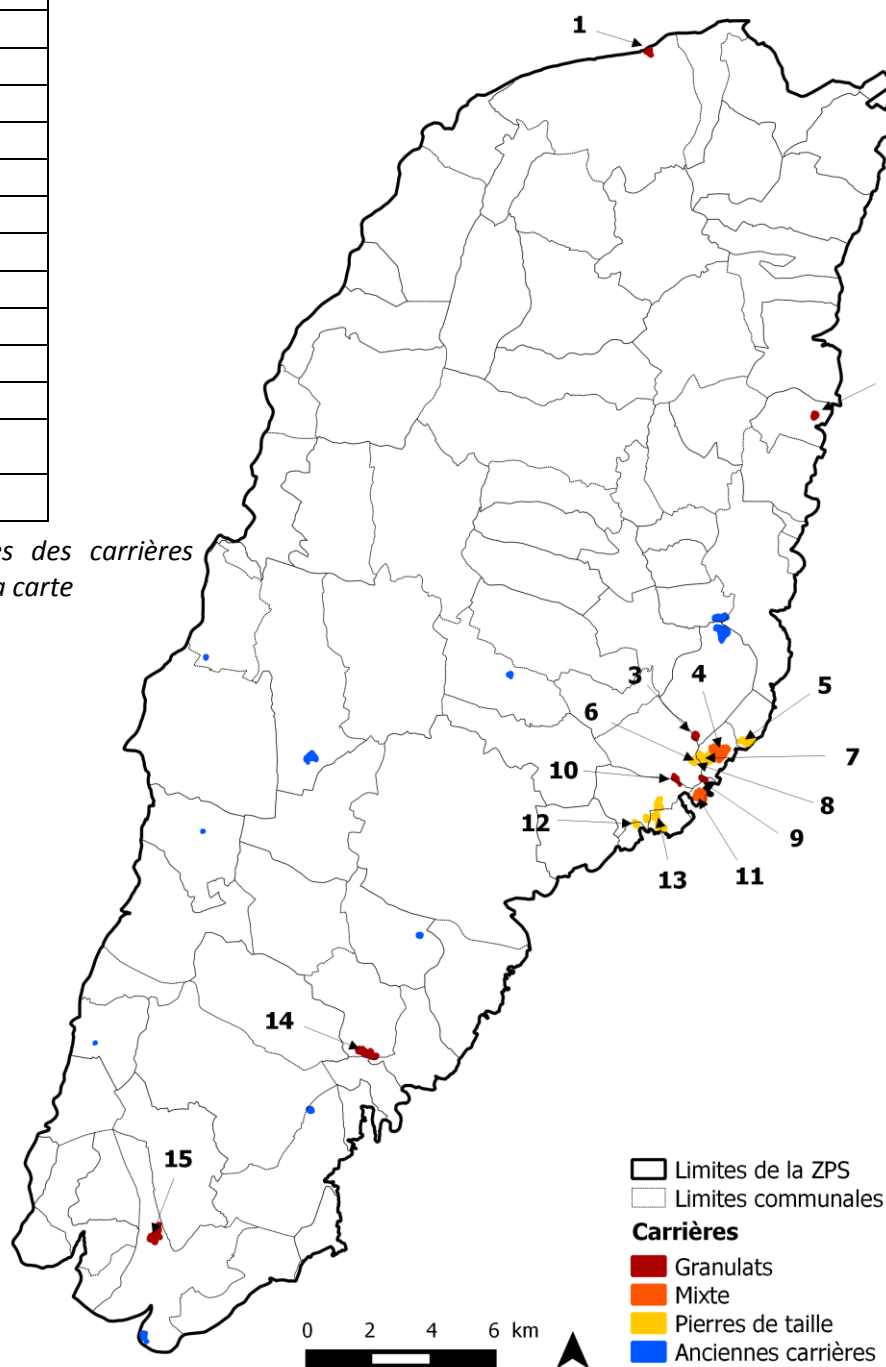 1
es des carrières
a carte
3
4
5
6
7
10
8
12
9
13
11
14
15
Limites de la ZPS
Limites communales
Carrières
Granulats
Mixte
Pierres de taille
Anciennes carrières
0 2 4 6 km